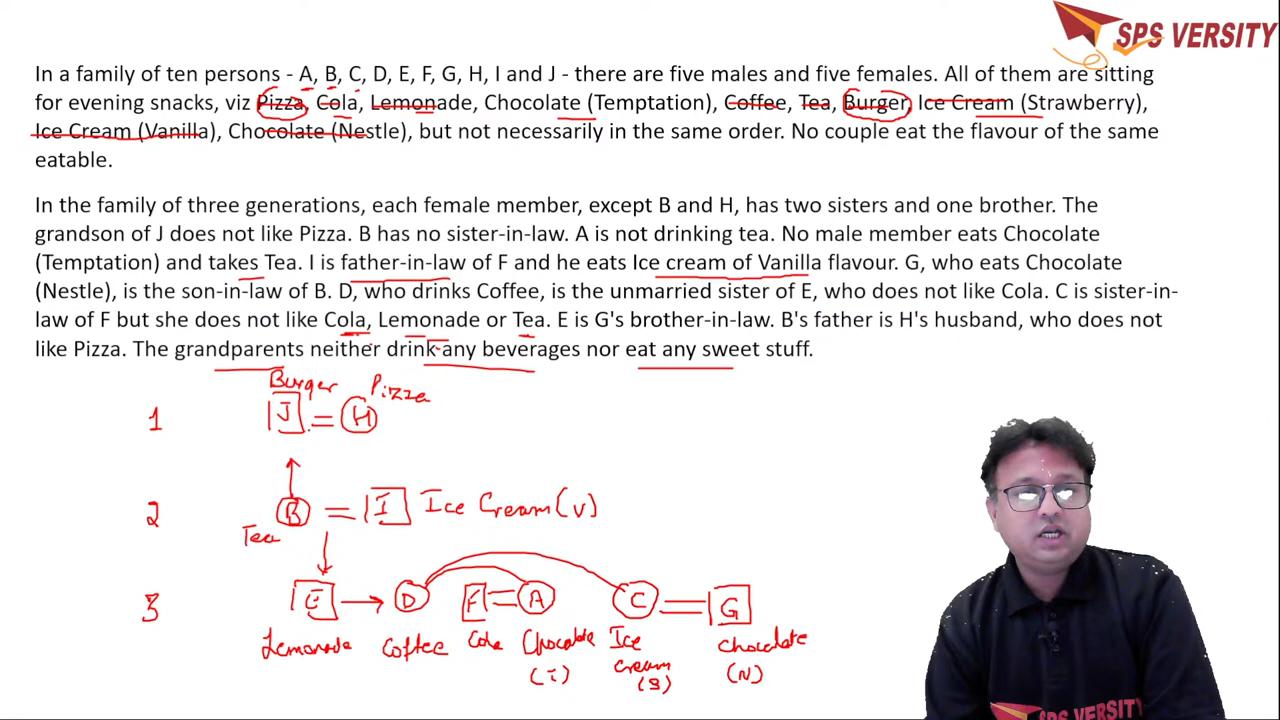 SPS VERSITY
In a family of ten persons - A, B, C, D, E, F, G, H, I and J - there are five males and five females. All of them are sitting
for evening snacks, viz Pizza, Cola, Lemonade, Chocolate (Temptation), Coffee, Tea, Burger, Ice Cream (Strawberry),
Ice Cream (Vanilla), Chocolate (Nestle), but not necessarily in the same order. No couple eat the flavour of the same
eatable.
In the family of three generations, each female member, except B and H, has two sisters and one brother. The
grandson of J does not like Pizza. B has no sister-in-law. A is not drinking tea. No male member eats Chocolate
(Temptation) and takes Tea. I is father-in-law of F and he eats Ice cream of Vanilla flavour. G, who eats Chocolate
(Nestle), is the son-in-law of B. D, who drinks Coffee, is the unmarried sister of E, who does not like Cola. C is sister-in-
law of F but she does not like Cola, Lemonade or Tea. E is G's brother-in-law. B's father is H's husband, who does not
like Pizza. The grandparents neither drink any beverages nor eat any sweet stuff.
Burger Pizza
1 J = H
2 B = I Ice Cream (V)
Tea
3 E D F = A C = G
Lemonade Coffee Cola Chocolate Ice Chocolate
(T) Cream (N)
(S)
SPS VERSITY